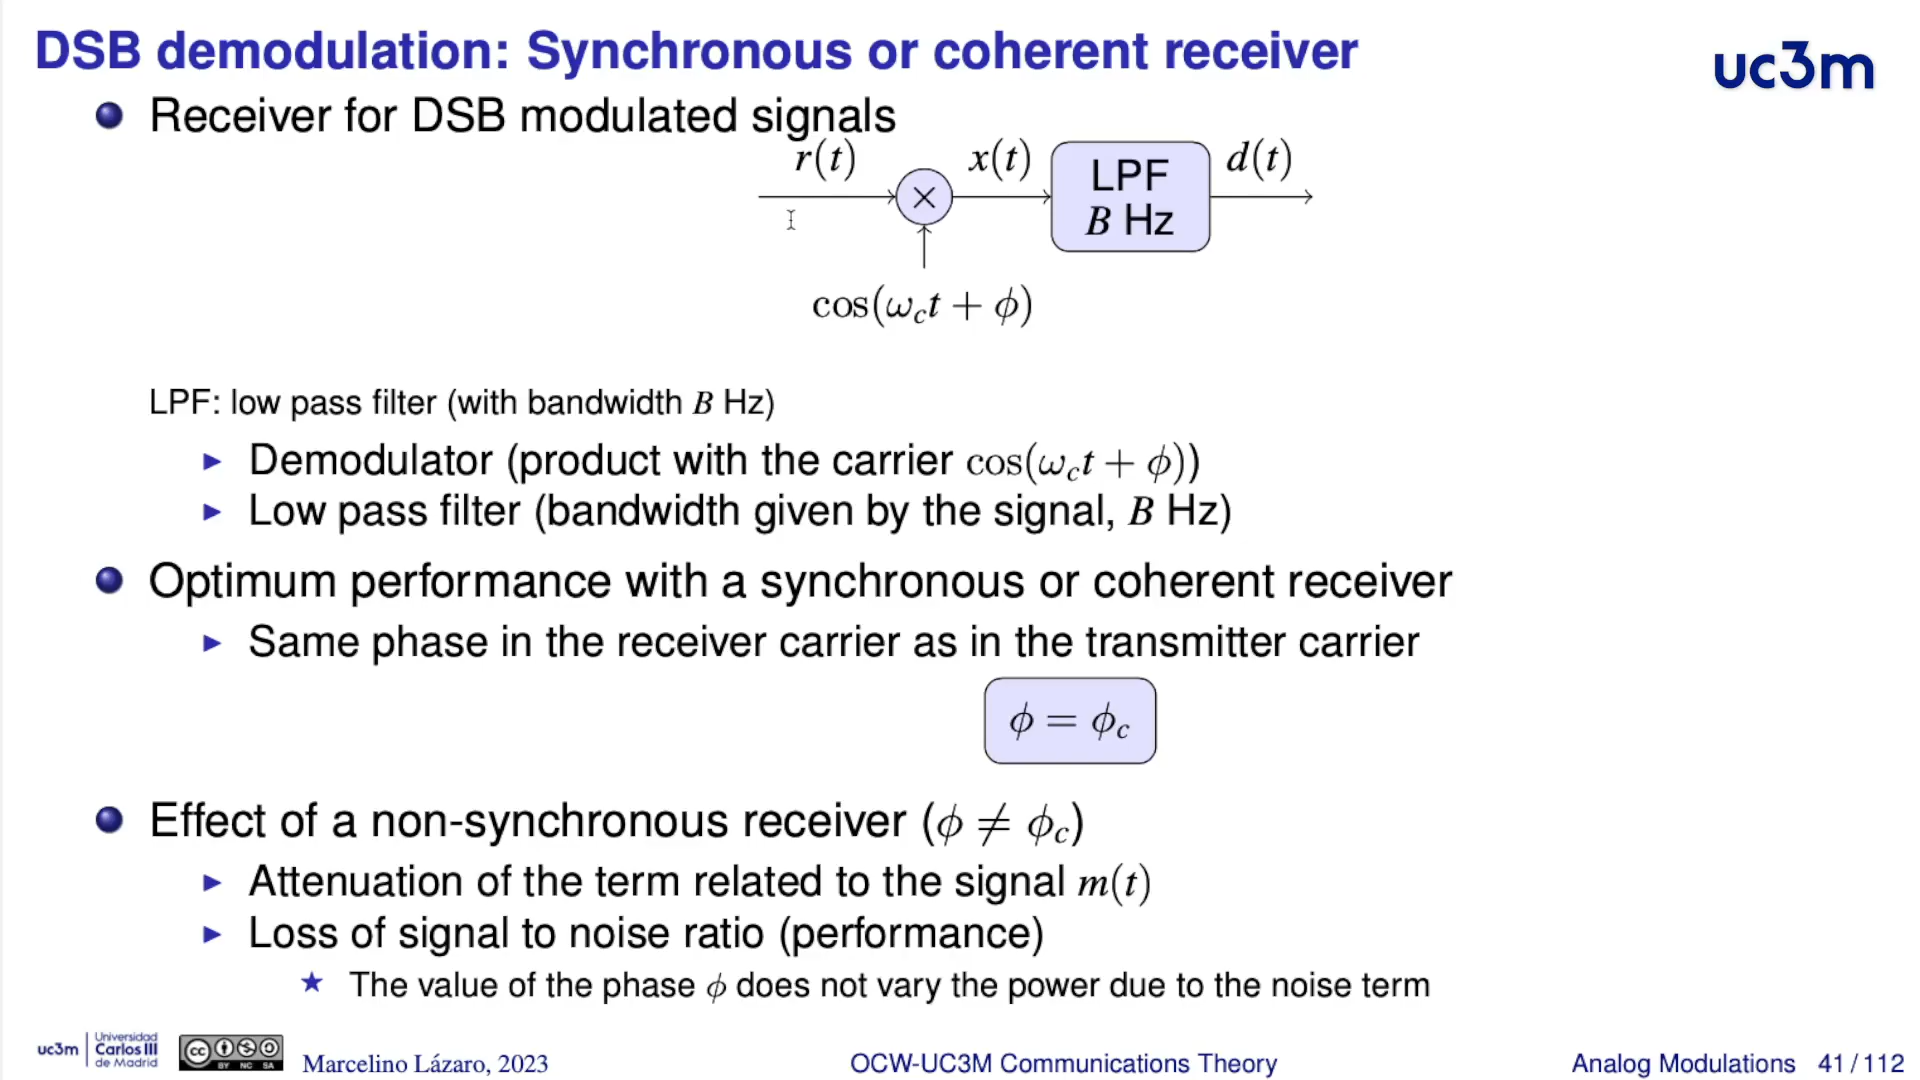 DSB demodulation: Synchronous or coherent receiver
uc3m
Receiver for DSB modulated signals
r(t)
x(t)
LPF
B Hz
d(t)
cos(ω_c t + ϕ)
LPF: low pass filter (with bandwidth B Hz)
Demodulator (product with the carrier cos(ω_c t + ϕ))
Low pass filter (bandwidth given by the signal, B Hz)
Optimum performance with a synchronous or coherent receiver
Same phase in the receiver carrier as in the transmitter carrier
ϕ = ϕ_c
Effect of a non-synchronous receiver (ϕ ≠ ϕ_c)
Attenuation of the term related to the signal m(t)
Loss of signal to noise ratio (performance)
★ The value of the phase ϕ does not vary the power due to the noise term
uc3m Universidad Carlos III de Madrid
cc BY NC SA
Marcelino Lázaro, 2023
OCW-UC3M Communications Theory
Analog Modulations 41 / 112